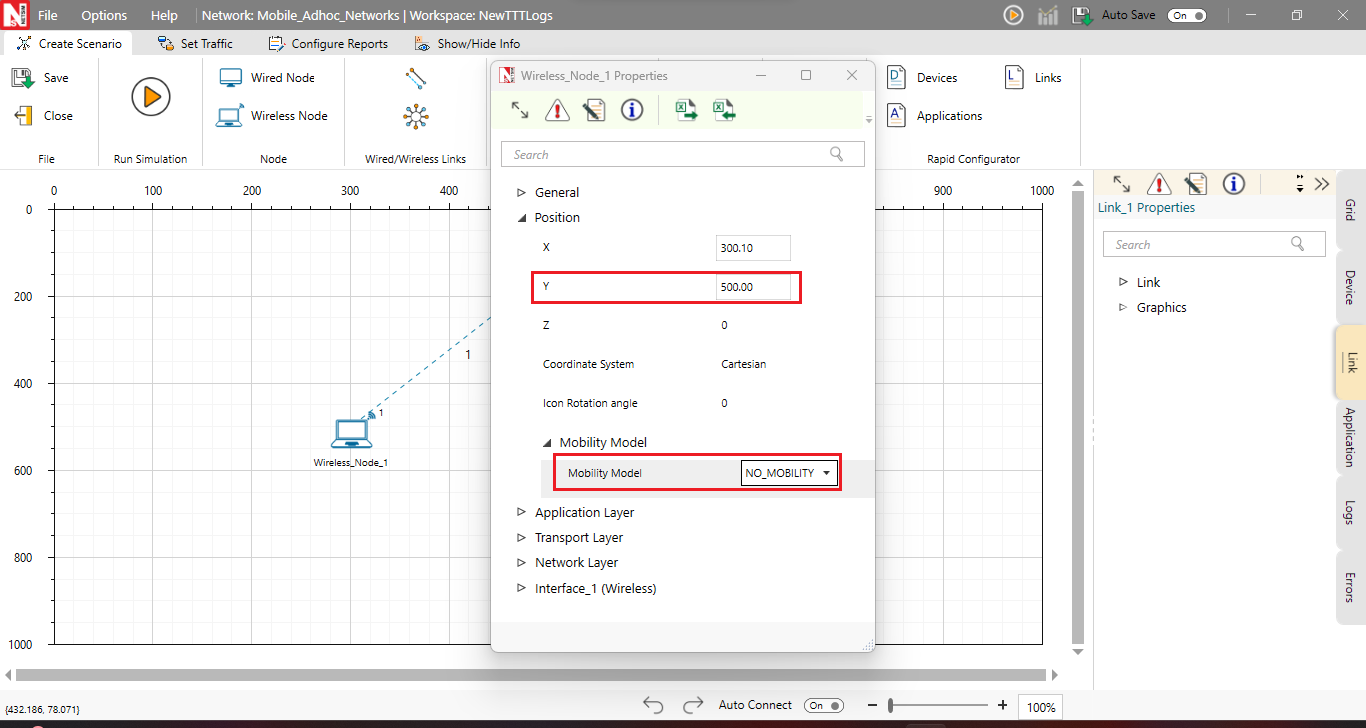 N File Options Help Network: Mobile_Adhoc_Networks | Workspace: NewTTTLogs Auto Save On
Create Scenario Set Traffic Configure Reports Show/Hide Info
Save
Close
File
Run Simulation
Wired Node
Wireless Node
Node
Wired/Wireless Links
D Devices
L Links
A Applications
Rapid Configurator
0 100 200 300 400 900 1000
0
200
400
600
800
1000
1
1
Wireless_Node_1
Wireless_Node_1 Properties
Search
General
Position
X 300.10
Y 500.00
Z 0
Coordinate System Cartesian
Icon Rotation angle 0
Mobility Model
Mobility Model NO_MOBILITY
Application Layer
Transport Layer
Network Layer
Interface_1 (Wireless)
Link_1 Properties
Search
Link
Graphics
Grid
Device
Link
Application
Logs
Errors
{432.186, 78.071}
Auto Connect On
100%